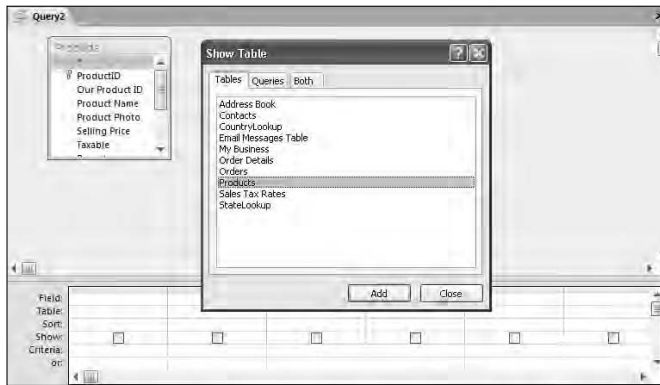 Query2
Products
*
ProductID
Our Product ID
Product Name
Product Photo
Selling Price
Taxable
Show Table
Tables Queries Both
Address Book
Contacts
CountryLookup
Email Messages Table
My Business
Order Details
Orders
Products
Sales Tax Rates
StateLookup
Add Close
Field:
Table:
Sort:
Show:
Criteria:
or: